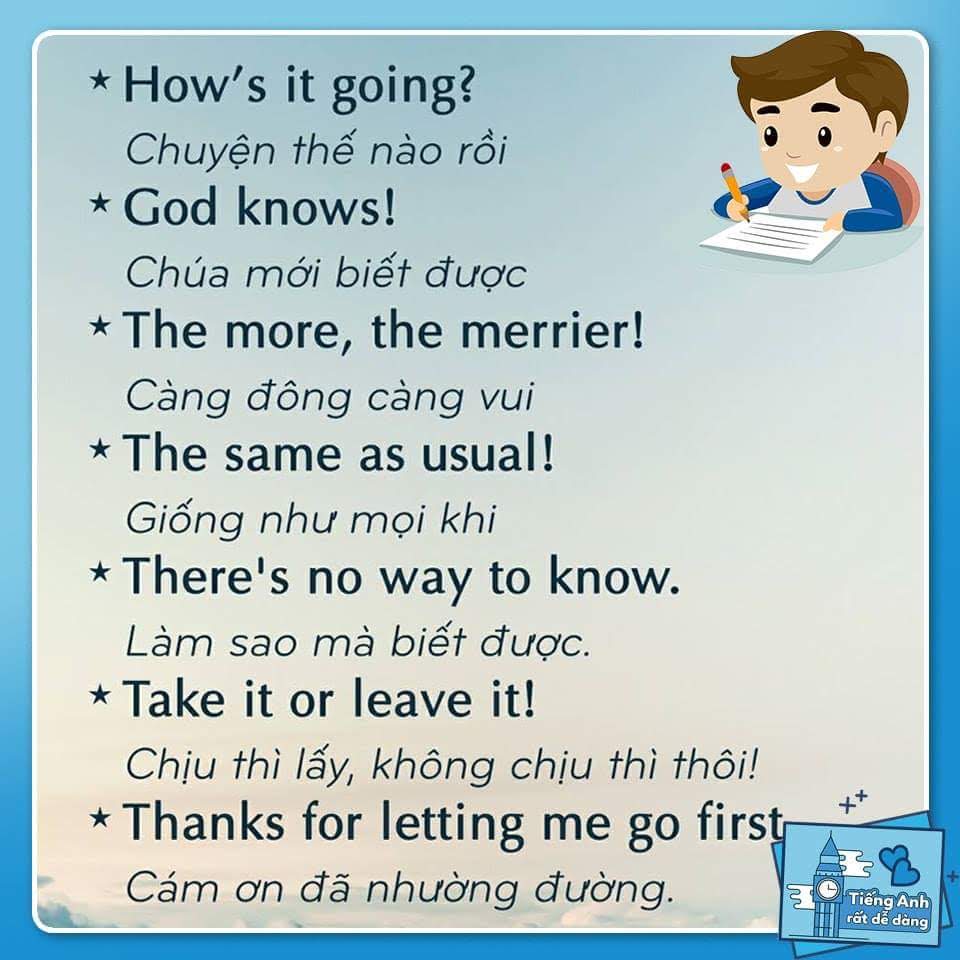 ★ How's it going?
Chuyện thế nào rồi
★ God knows!
Chúa mới biết được
★ The more, the merrier!
Càng đông càng vui
★ The same as usual!
Giống như mọi khi
★ There's no way to know.
Làm sao mà biết được.
★ Take it or leave it!
Chịu thì lấy, không chịu thì thôi!
★ Thanks for letting me go first
Cám ơn đã nhường đường.
Tiếng Anh
rất dễ dàng